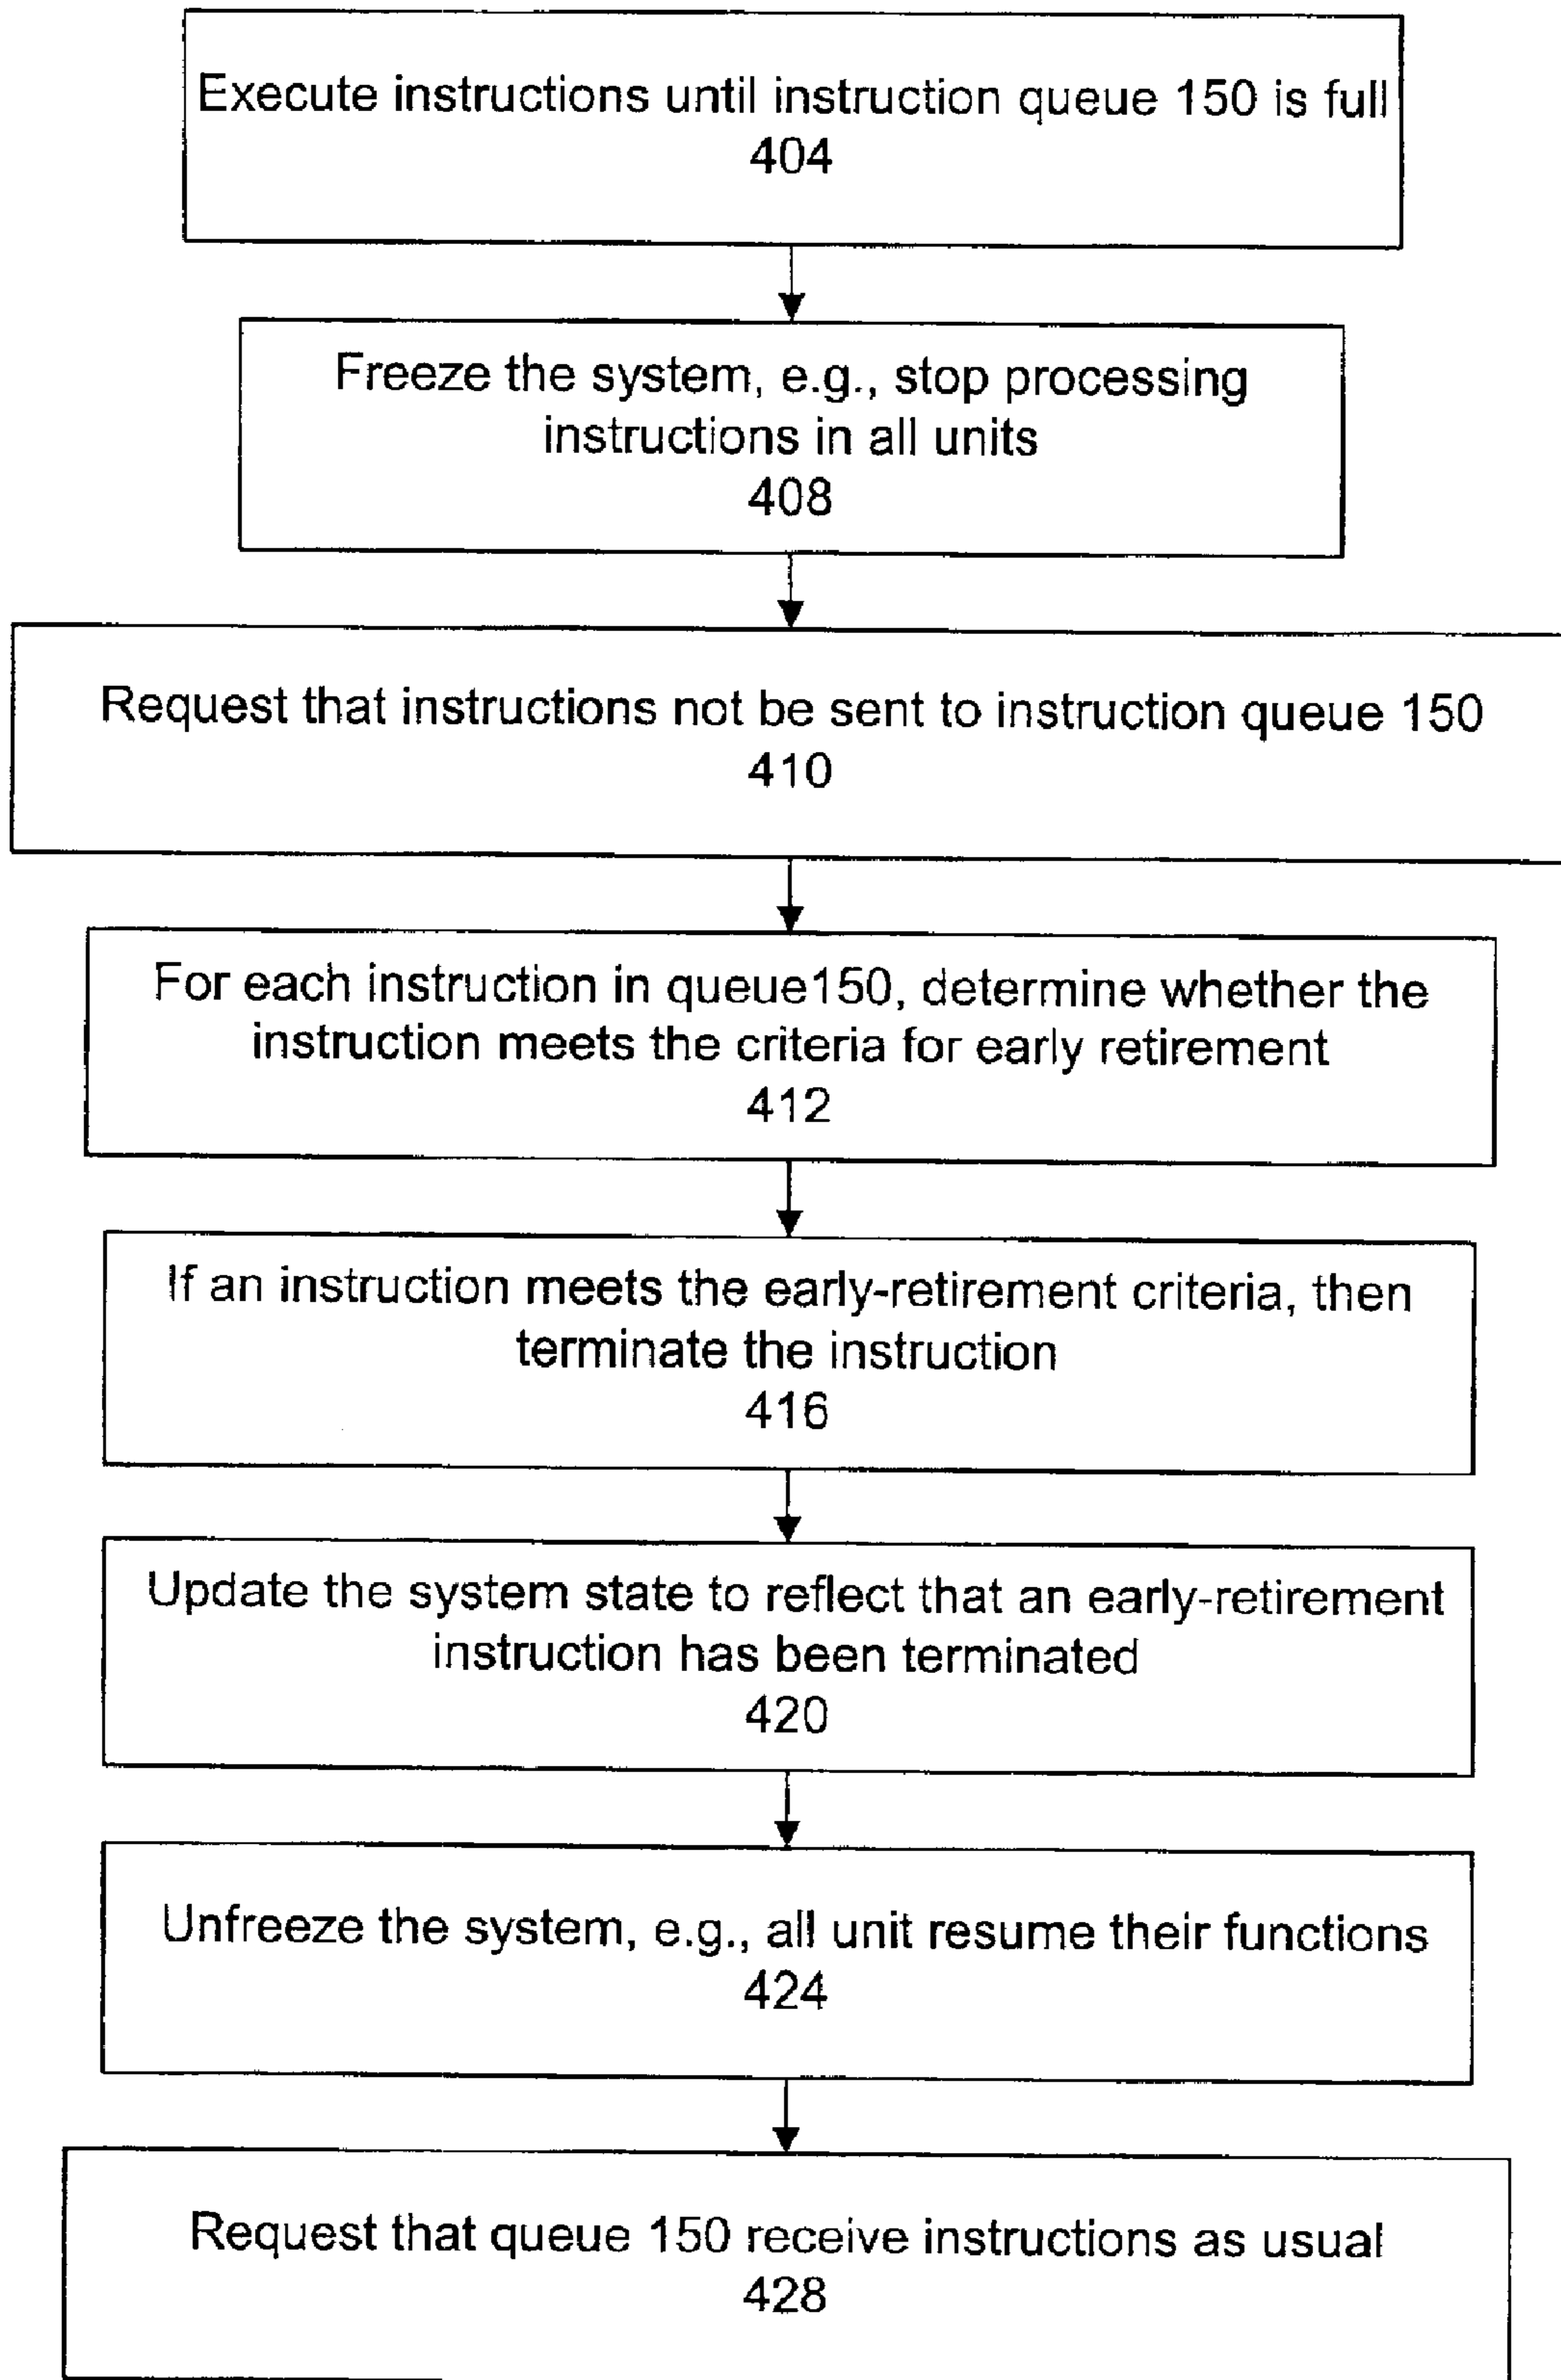 Execute instructions until instruction queue 150 is full
404
Freeze the system, e.g., stop processing
instructions in all units
408
Request that instructions not be sent to instruction queue 150
410
For each instruction in queue150, determine whether the
instruction meets the criteria for early retirement
412
If an instruction meets the early-retirement criteria, then
terminate the instruction
416
Update the system state to reflect that an early-retirement
instruction has been terminated
420
Unfreeze the system, e.g., all unit resume their functions
424
Request that queue 150 receive instructions as usual
428